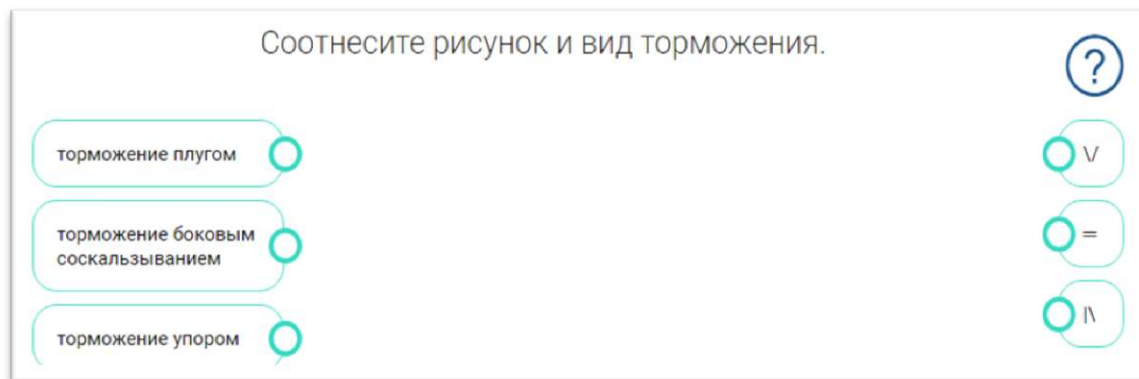 Соотнесите рисунок и вид торможения.
?
торможение плугом
\/
торможение боковым
соскальзыванием
=
торможение упором
|\